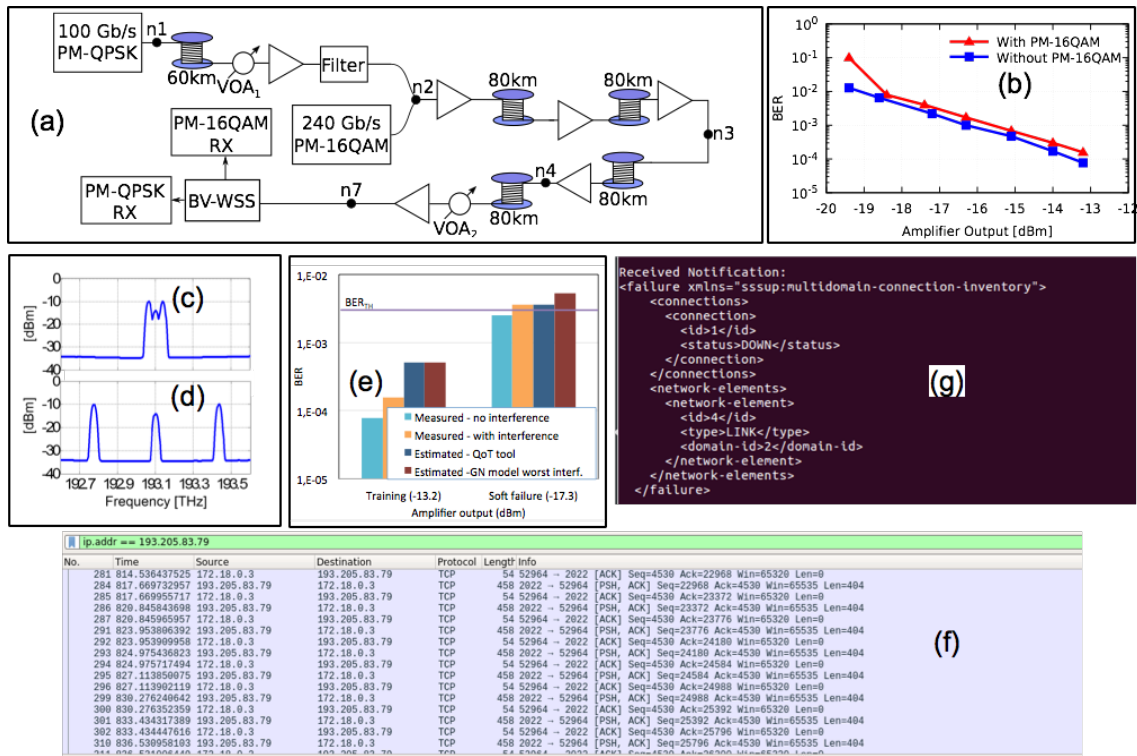 100 Gb/s
PM-QPSK
n1
60km
VOA1
Filter
n2
240 Gb/s
PM-16QAM
80km
80km
n3
(a)
PM-16QAM
RX
PM-QPSK
RX
BV-WSS
n7
VOA2
80km
n4
80km
10^0
10^-1
10^-2
10^-3
10^-4
10^-5
BER
With PM-16QAM
Without PM-16QAM
(b)
-20 -19 -18 -17 -16 -15 -14 -13 -12
Amplifier Output [dBm]
0
-10
-20
-30
-40
[dBm]
(c)
0
-10
-20
-30
-40
[dBm]
(d)
192.7 192.9 193.1 193.3 193.5
Frequency [THz]
1,E-02
BERTH
1,E-03
BER
(e)
1,E-04
Measured - no interference
Measured - with interference
Estimated - QoT tool
Estimated -GN model worst interf.
1,E-05
Training (-13.2) Soft failure (-17.3)
Amplifier output (dBm)
Received Notification:
<failure xmlns="sssup:multidomain-connection-inventory">
<connections>
<connection>
<id>1</id>
<status>DOWN</status>
</connection>
</connections>
<network-elements>
<network-element>
<id>4</id>
<type>LINK</type>
<domain-id>2</domain-id>
</network-element>
</network-elements>
</failure>
(g)
ip.addr == 193.205.83.79
No. Time Source Destination Protocol Length Info
281 814.536437525 172.18.0.3 193.205.83.79 TCP 54 52964 → 2022 [ACK] Seq=4530 Ack=22968 Win=65320 Len=0
284 817.669732957 193.205.83.79 172.18.0.3 TCP 458 2022 → 52964 [PSH, ACK] Seq=22968 Ack=4530 Win=65535 Len=404
285 817.669955717 172.18.0.3 193.205.83.79 TCP 54 52964 → 2022 [ACK] Seq=4530 Ack=23372 Win=65320 Len=0
286 820.845843698 193.205.83.79 172.18.0.3 TCP 458 2022 → 52964 [PSH, ACK] Seq=23372 Ack=4530 Win=65535 Len=404
287 820.845965957 172.18.0.3 193.205.83.79 TCP 54 52964 → 2022 [ACK] Seq=4530 Ack=23776 Win=65320 Len=0
291 823.953806392 193.205.83.79 172.18.0.3 TCP 458 2022 → 52964 [PSH, ACK] Seq=23776 Ack=4530 Win=65535 Len=404
292 823.953909958 172.18.0.3 193.205.83.79 TCP 54 52964 → 2022 [ACK] Seq=4530 Ack=24180 Win=65320 Len=0
293 824.975436823 193.205.83.79 172.18.0.3 TCP 458 2022 → 52964 [PSH, ACK] Seq=24180 Ack=4530 Win=65535 Len=404
294 824.975717494 172.18.0.3 193.205.83.79 TCP 54 52964 → 2022 [ACK] Seq=4530 Ack=24584 Win=65320 Len=0
295 827.113850075 193.205.83.79 172.18.0.3 TCP 458 2022 → 52964 [PSH, ACK] Seq=24584 Ack=4530 Win=65535 Len=404
296 827.113902119 172.18.0.3 193.205.83.79 TCP 54 52964 → 2022 [ACK] Seq=4530 Ack=24988 Win=65320 Len=0
299 830.276240642 193.205.83.79 172.18.0.3 TCP 458 2022 → 52964 [PSH, ACK] Seq=24988 Ack=4530 Win=65535 Len=404
300 830.276352359 172.18.0.3 193.205.83.79 TCP 54 52964 → 2022 [ACK] Seq=4530 Ack=25392 Win=65320 Len=0
301 833.434317389 193.205.83.79 172.18.0.3 TCP 458 2022 → 52964 [PSH, ACK] Seq=25392 Ack=4530 Win=65535 Len=404
302 833.434447616 172.18.0.3 193.205.83.79 TCP 54 52964 → 2022 [ACK] Seq=4530 Ack=25796 Win=65320 Len=0
310 836.530958103 193.205.83.79 172.18.0.3 TCP 458 2022 → 52964 [PSH, ACK] Seq=25796 Ack=4530 Win=65535 Len=404
(f)